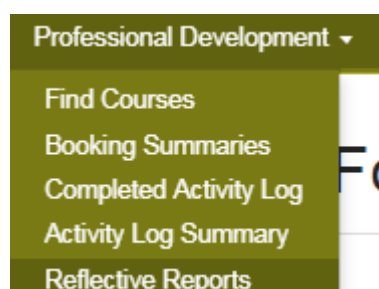 Professional Development
Find Courses
Booking Summaries
Completed Activity Log
Activity Log Summary
Reflective Reports